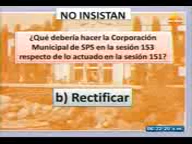 NO INSISTAN
¿Qué debería hacer la Corporación
Municipal de SPS en la sesión 153
respecto de lo actuado en la sesión 151?
b) Rectificar